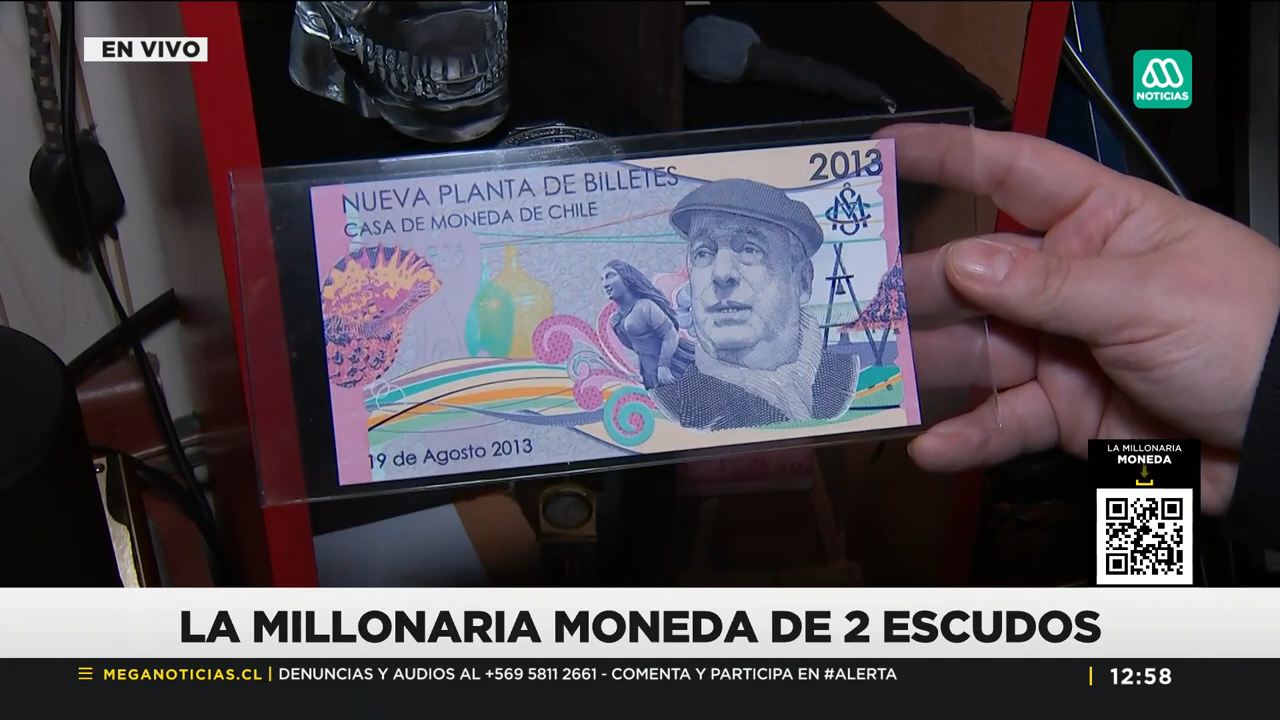 EN VIVO
NOTICIAS
NUEVA PLANTA DE BILLETES
CASA DE MONEDA DE CHILE
2013
19 de Agosto 2013
LA MILLONARIA
MONEDA
LA MILLONARIA MONEDA DE 2 ESCUDOS
MEGANOTICIAS.CL | DENUNCIAS Y AUDIOS AL +569 5811 2661 - COMENTA Y PARTICIPA EN #ALERTA | 12:58